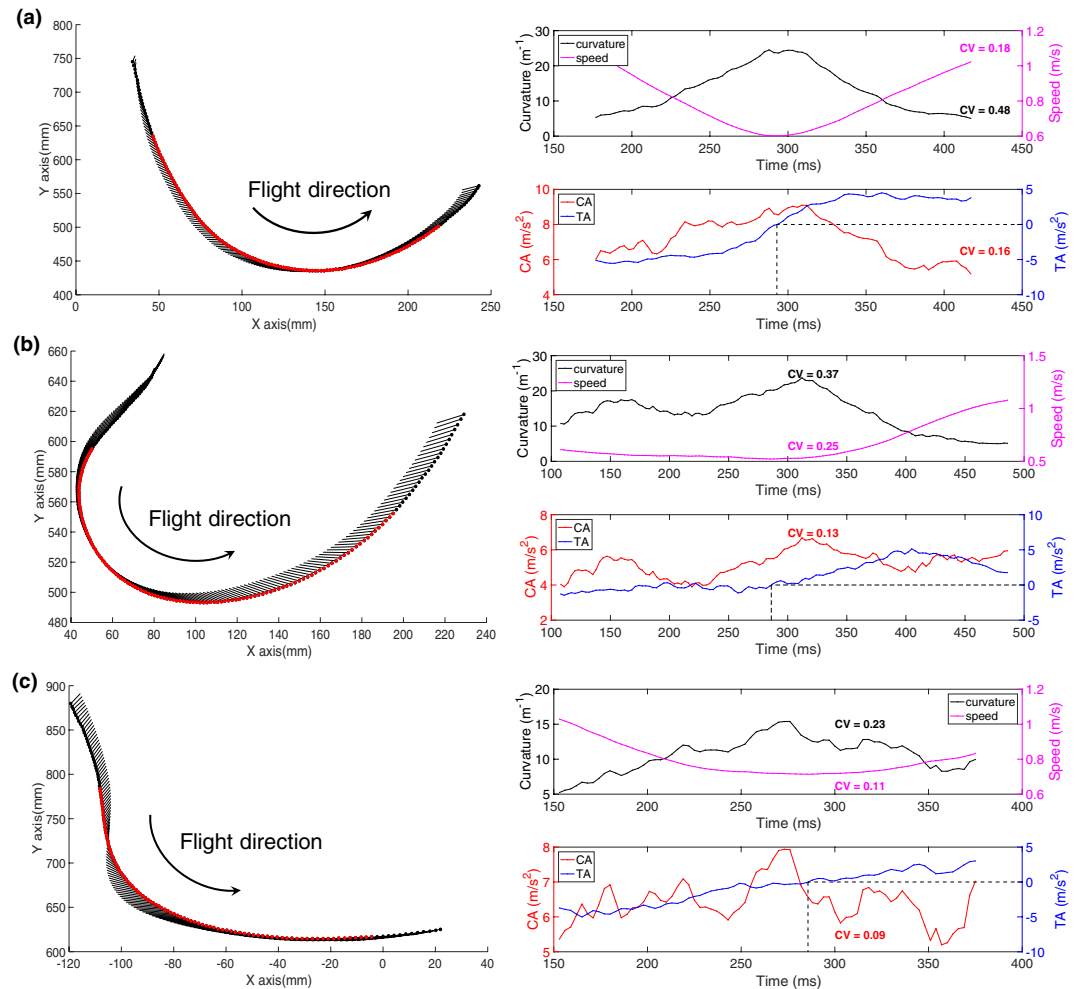 (a)
800
750
700
650
600
550
500
450
400
Y axis(mm)
Flight direction
0 50 100 150 200 250
X axis(mm)
30
20
10
0
Curvature (m-1)
curvature
speed
CV = 0.18
CV = 0.48
1.2
1
0.8
0.6
Speed (m/s)
150 200 250 300 350 400 450
Time (ms)
10
8
6
4
CA (m/s2)
CA
TA
CV = 0.16
5
0
-5
-10
TA (m/s2)
150 200 250 300 350 400 450
Time (ms)
(b)
660
640
620
600
580
560
540
520
500
480
Y axis(mm)
Flight direction
40 60 80 100 120 140 160 180 200 220 240
X axis(mm)
30
20
10
0
Curvature (m-1)
curvature
speed
CV = 0.37
CV = 0.25
1.5
1
0.5
Speed (m/s)
100 150 200 250 300 350 400 450 500
Time (ms)
8
6
4
2
CA (m/s2)
CA
TA
CV = 0.13
10
5
0
-5
TA (m/s2)
100 150 200 250 300 350 400 450 500
Time (ms)
(c)
900
850
800
750
700
650
600
Y axis(mm)
Flight direction
-120 -100 -80 -60 -40 -20 0 20 40
X axis(mm)
20
15
10
5
Curvature (m-1)
curvature
speed
CV = 0.23
CV = 0.11
1.2
1
0.8
0.6
Speed (m/s)
150 200 250 300 350 400
Time (ms)
8
7
6
5
CA (m/s2)
CA
TA
CV = 0.09
5
0
-5
-10
TA (m/s2)
150 200 250 300 350 400
Time (ms)